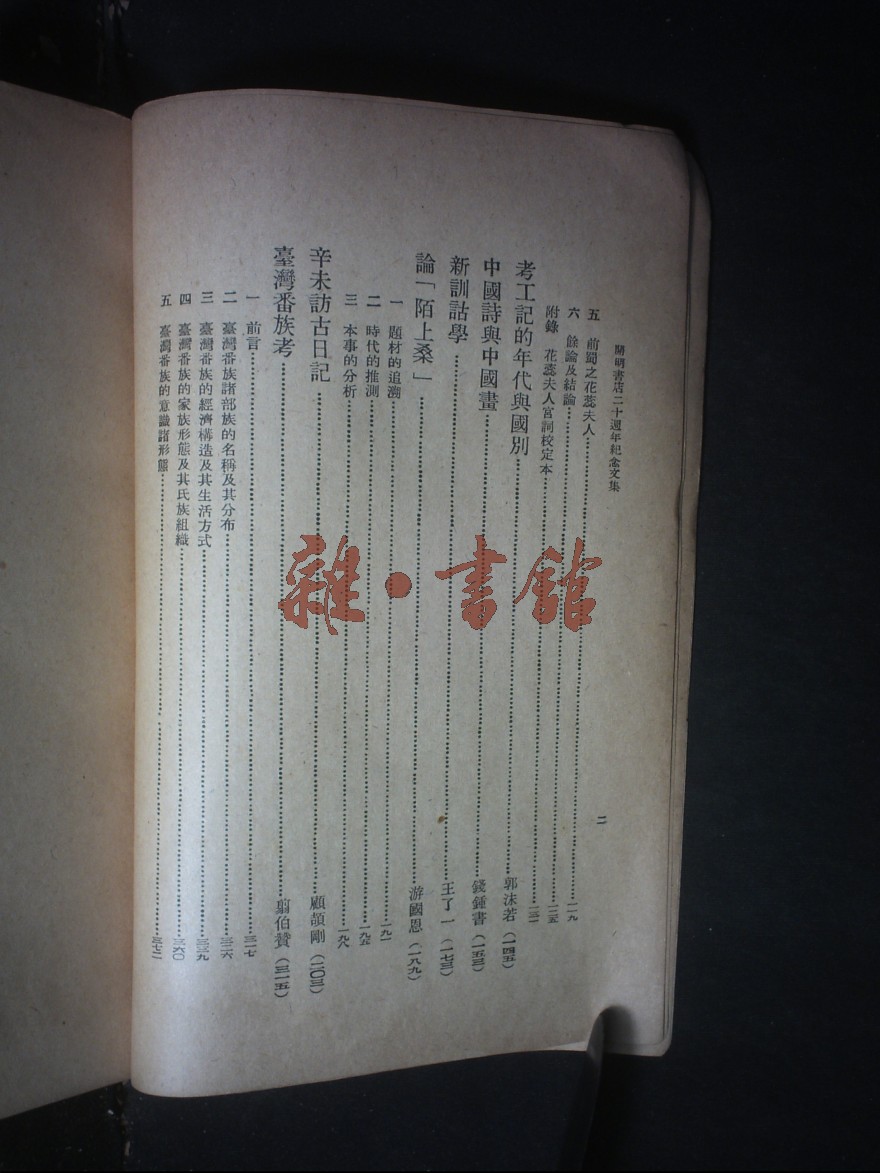 開明書店二十週年紀念文集
二
五 前蜀之花蕊夫人…………一一九
六 餘論及結論…………一二五
附錄 花蕊夫人宮詞校定本…………一三一
考工記的年代與國別…………郭沫若(一四五)
中國詩與中國畫…………錢鍾書(一五三)
新訓詁學…………王了一(一七三)
論「陌上桑」…………游國恩(一八九)
一 題材的追溯…………一九一
二 時代的推測…………一九五
三 本事的分析…………一九八
辛未訪古日記…………顧頡剛(二〇三)
臺灣番族考…………翦伯贊(三一五)
一 前言…………三一七
二 臺灣番族諸部族的名稱及其分布…………三二六
三 臺灣番族的經濟構造及其生活方式…………三三九
四 臺灣番族的家族形態及其氏族組織…………三六〇
五 臺灣番族的意識諸形態…………三七二
雜·書館